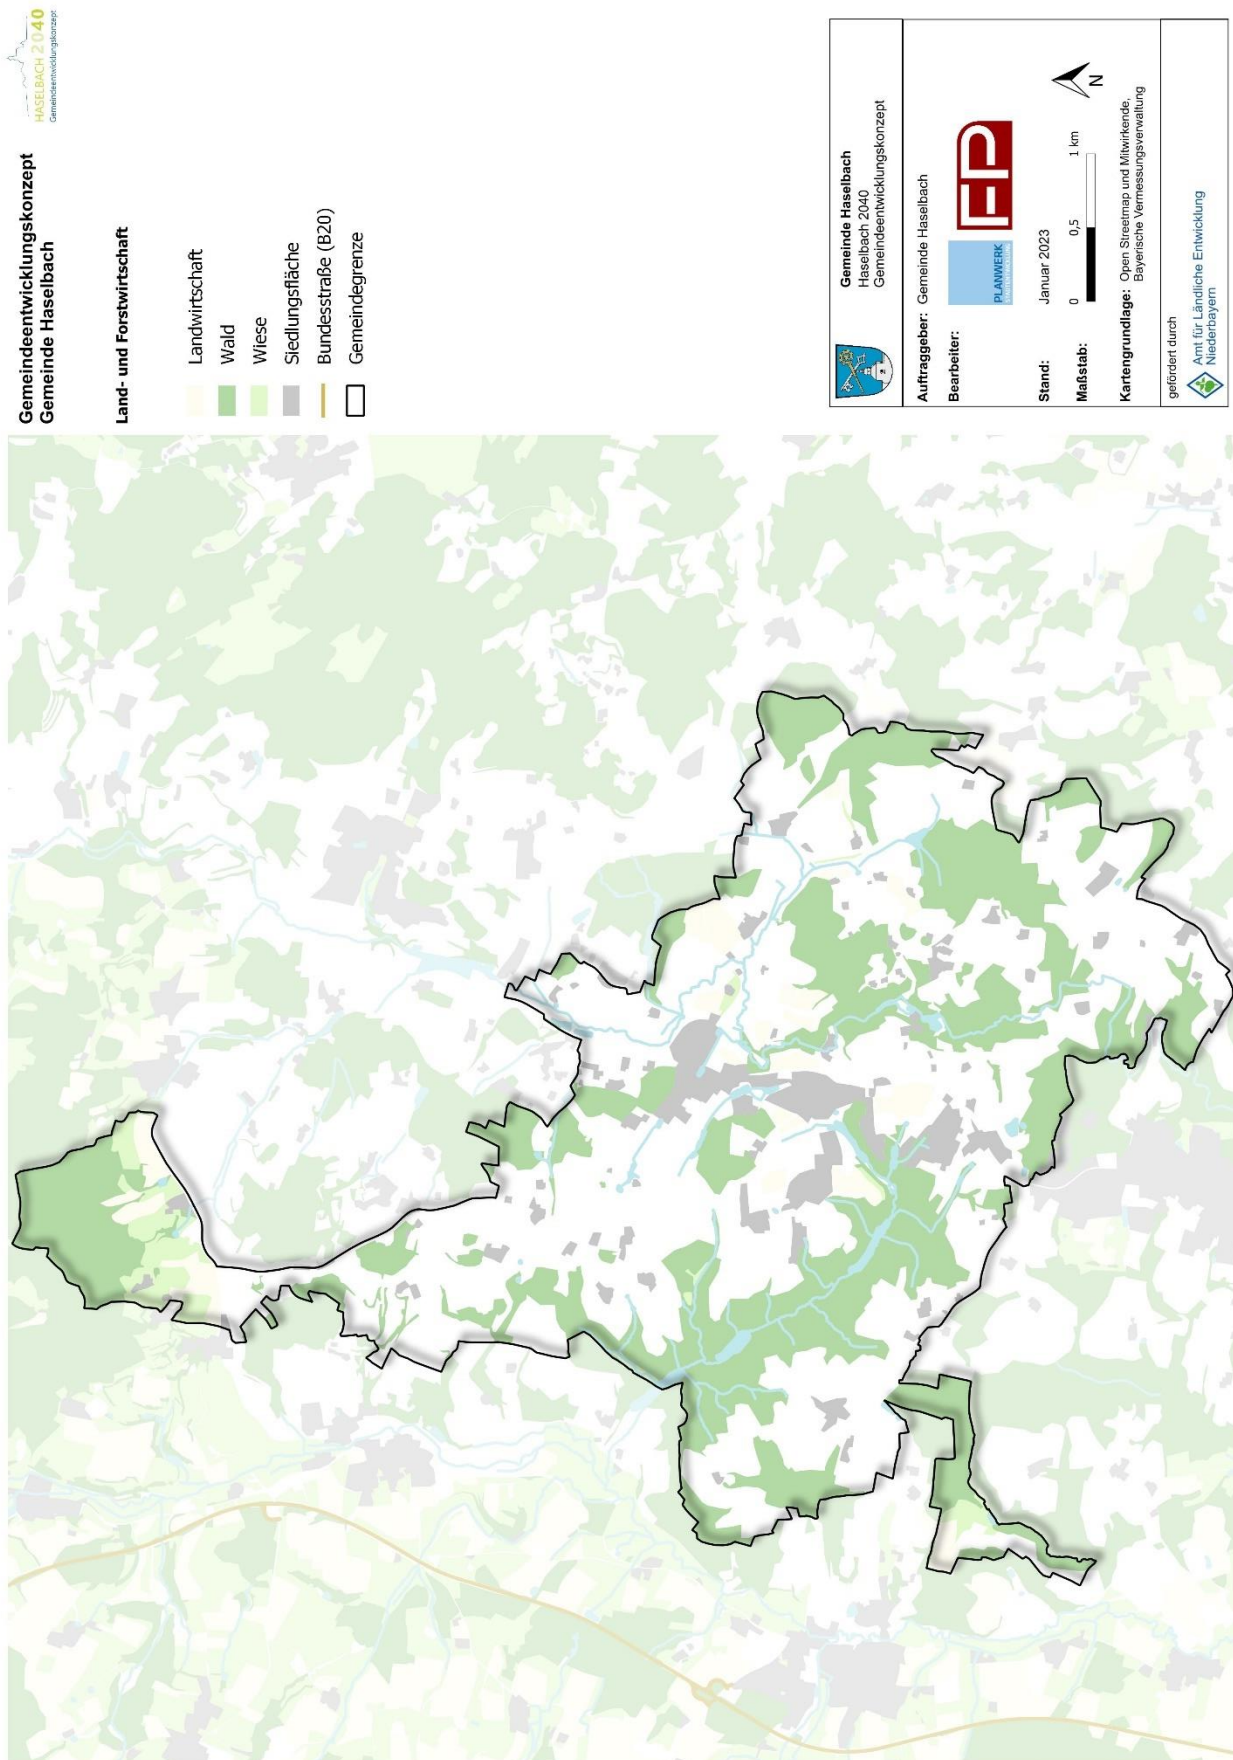 Gemeindeentwicklungskonzept
Gemeinde Haselbach
HASELBACH 2040
Gemeindeentwicklungskonzept
Land- und Forstwirtschaft
Landwirtschaft
Wald
Wiese
Siedlungsfläche
Bundesstraße (B20)
Gemeindegrenze
Gemeinde Haselbach
Haselbach 2040
Gemeindeentwicklungskonzept
Auftraggeber: Gemeinde Haselbach
Bearbeiter:
PLANWERK
Stand: Januar 2023
Maßstab: 0 0,5 1 km
N
Kartengrundlage: Open Streetmap und Mitwirkende,
Bayerische Vermessungsverwaltung
gefördert durch
Amt für Ländliche Entwicklung
Niederbayern